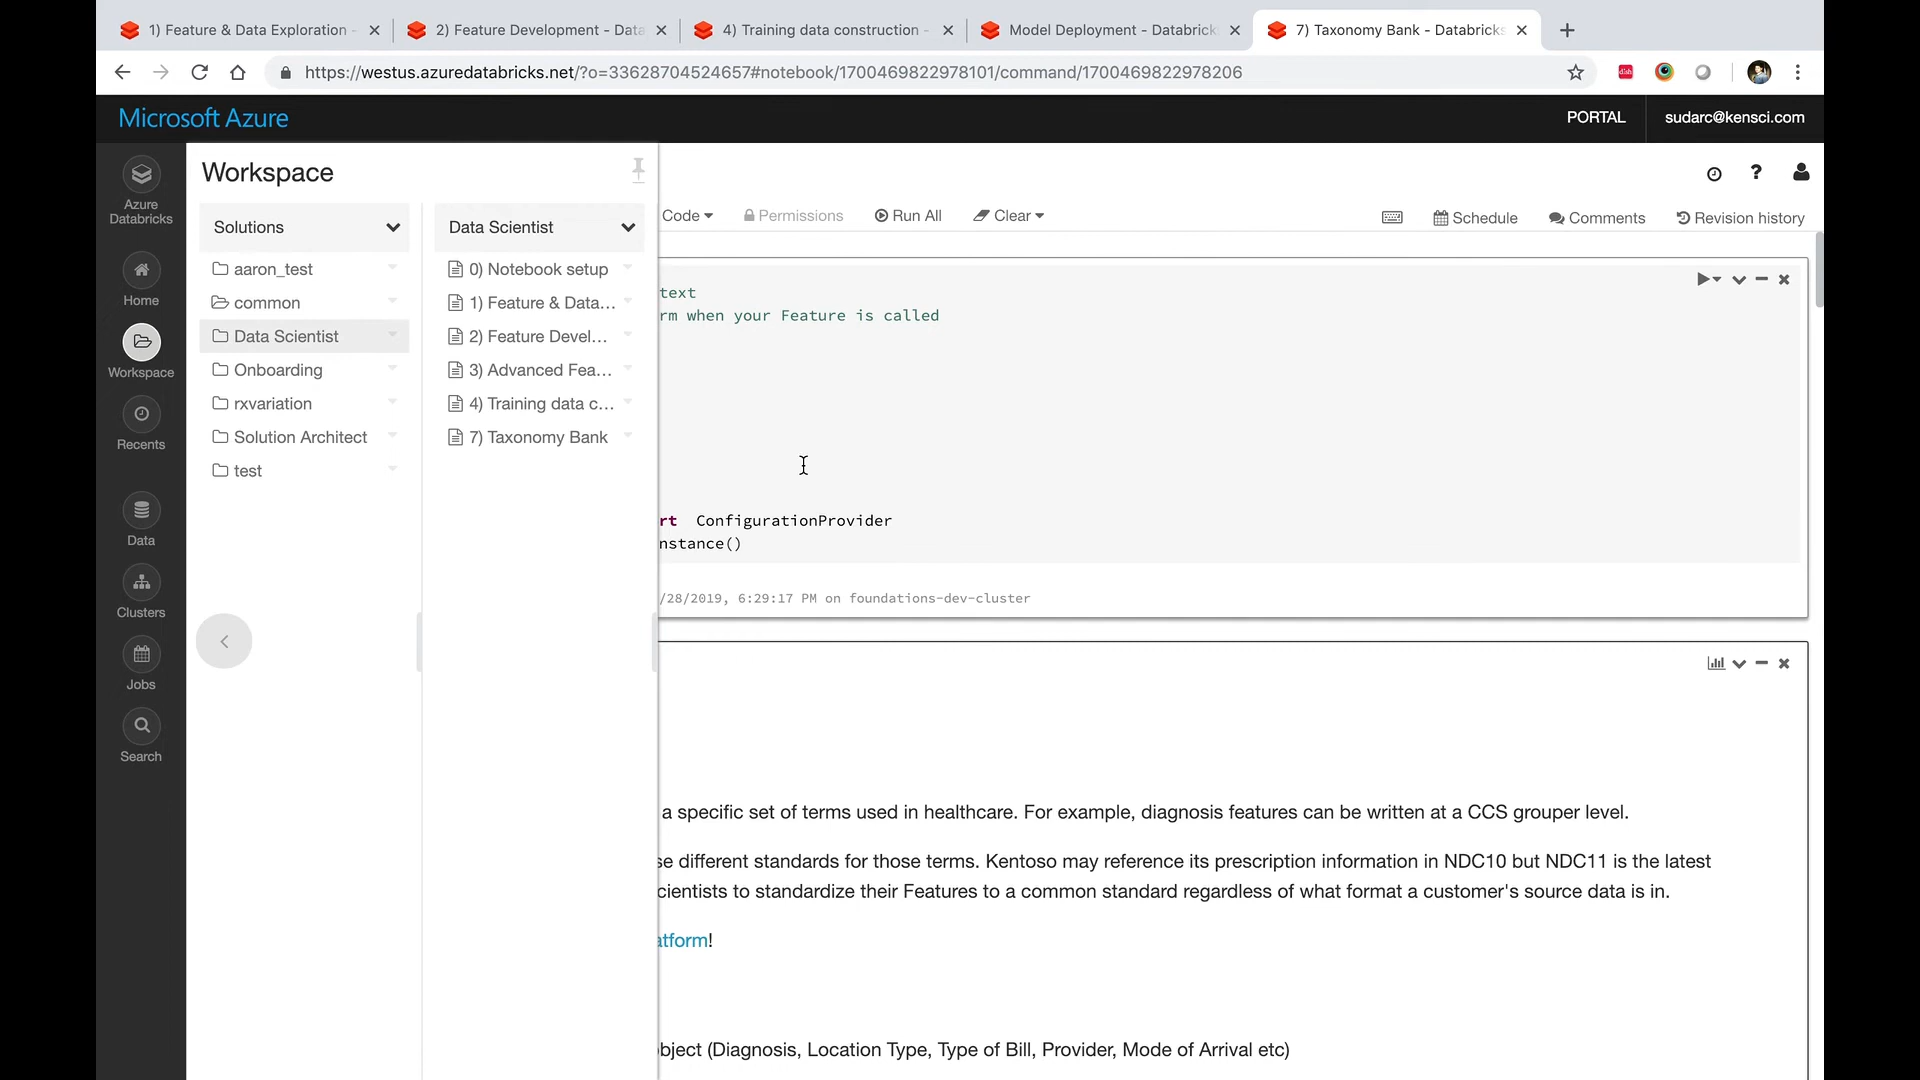 1) Feature & Data Exploration -
2) Feature Development - Data
4) Training data construction -
Model Deployment - Databrick
7) Taxonomy Bank - Databricks
https://westus.azuredatabricks.net/?o=33628704524657#notebook/1700469822978101/command/1700469822978206
Microsoft Azure
PORTAL
sudarc@kensci.com
Azure
Databricks
Home
Workspace
Recents
Data
Clusters
Jobs
Search
Workspace
Solutions
aaron_test
common
Data Scientist
Onboarding
rxvariation
Solution Architect
test
Data Scientist
0) Notebook setup
1) Feature & Data...
2) Feature Devel...
3) Advanced Fea...
4) Training data c...
7) Taxonomy Bank
Code
Permissions
Run All
Clear
Schedule
Comments
Revision history
text
rm when your Feature is called
rt ConfigurationProvider
nstance()
/28/2019, 6:29:17 PM on foundations-dev-cluster
a specific set of terms used in healthcare. For example, diagnosis features can be written at a CCS grouper level.
se different standards for those terms. Kentoso may reference its prescription information in NDC10 but NDC11 is the latest
cientists to standardize their Features to a common standard regardless of what format a customer's source data is in.
atform!
bject (Diagnosis, Location Type, Type of Bill, Provider, Mode of Arrival etc)